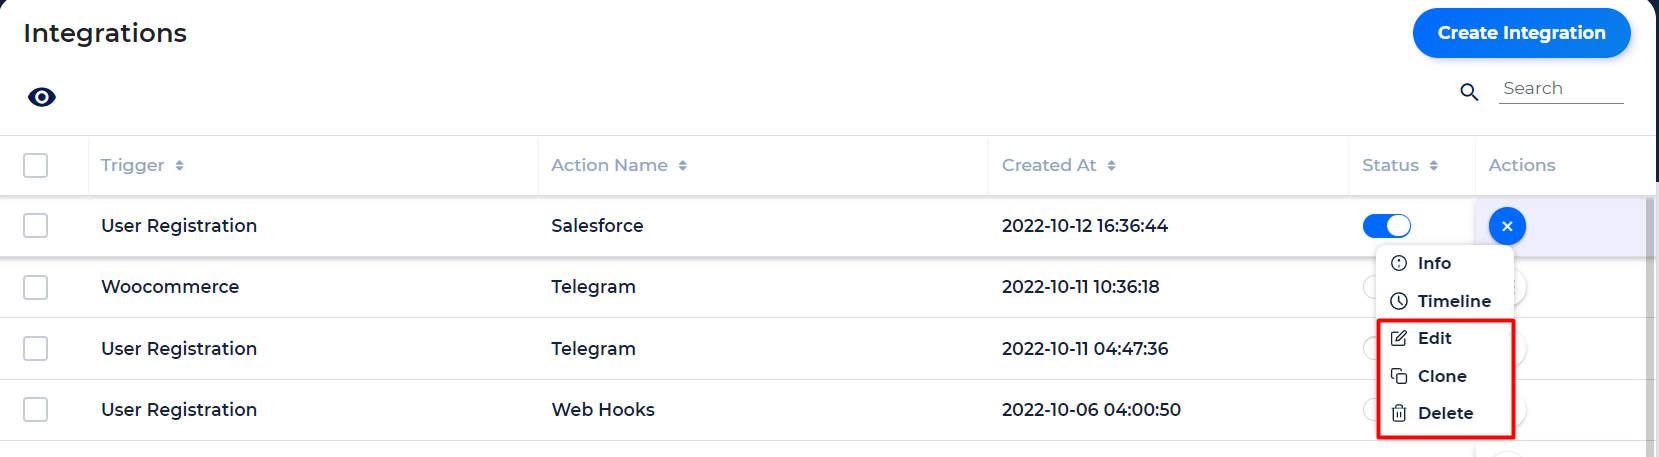 Integrations
Create Integration
Search
Trigger Action Name Created At Status Actions
User Registration Salesforce 2022-10-12 16:36:44
Info
Woocommerce Telegram 2022-10-11 10:36:18
Timeline
Edit
User Registration Telegram 2022-10-11 04:47:36
Clone
User Registration Web Hooks 2022-10-06 04:00:50
Delete